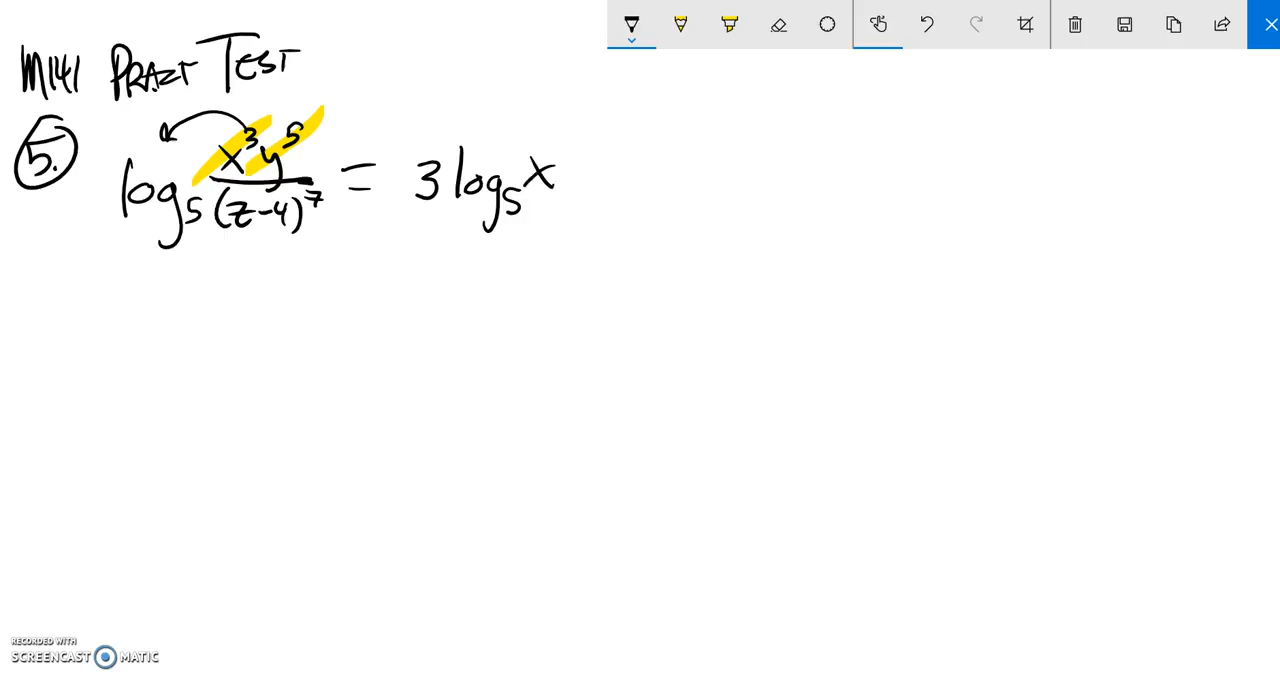 M141 PRACT TEST
5.
log₅ x³y⁵/(z-4)⁷ = 3 log₅ x
RECORDED WITH
SCREENCAST MATIC